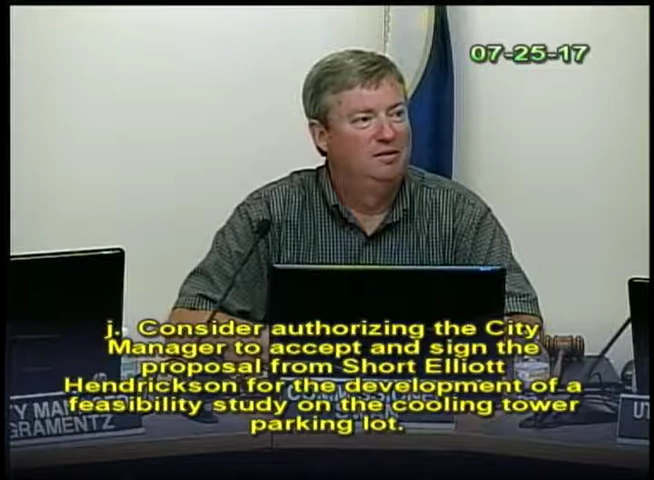 07-25-17
j. Consider authorizing the City
Manager to accept and sign the
proposal from Short Elliott
Hendrickson for the development of a
feasibility study on the cooling tower
parking lot.
GRAMENTZ